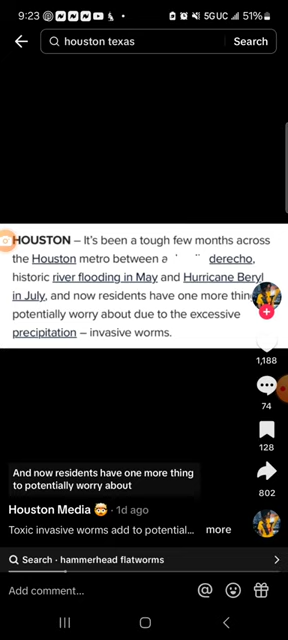 9:23 5G UC 51%
houston texas Search
HOUSTON – It's been a tough few months across
the Houston metro between a derecho,
historic river flooding in May and Hurricane Beryl
in July, and now residents have one more thing
potentially worry about due to the excessive
precipitation – invasive worms.
1,188
74
128
802
And now residents have one more thing
to potentially worry about
Houston Media 🤯 · 1d ago
Toxic invasive worms add to potential... more
Search · hammerhead flatworms
Add comment...